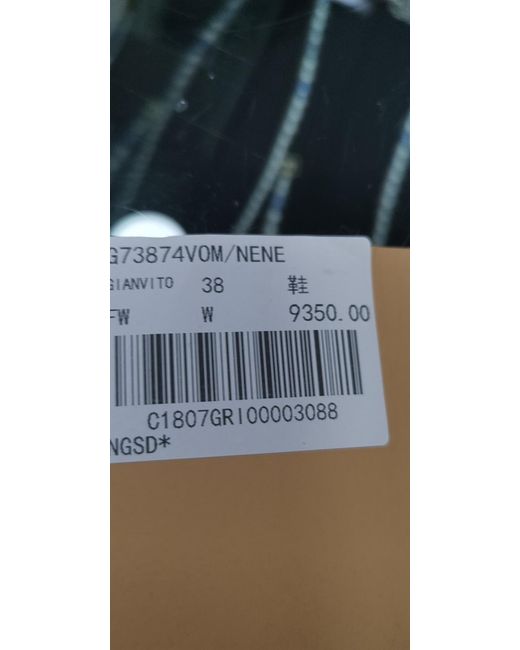 G73874VOM/NENE
GIANVITO 38 鞋
FW W 9350.00
C1807GRI00003088
NGSD*